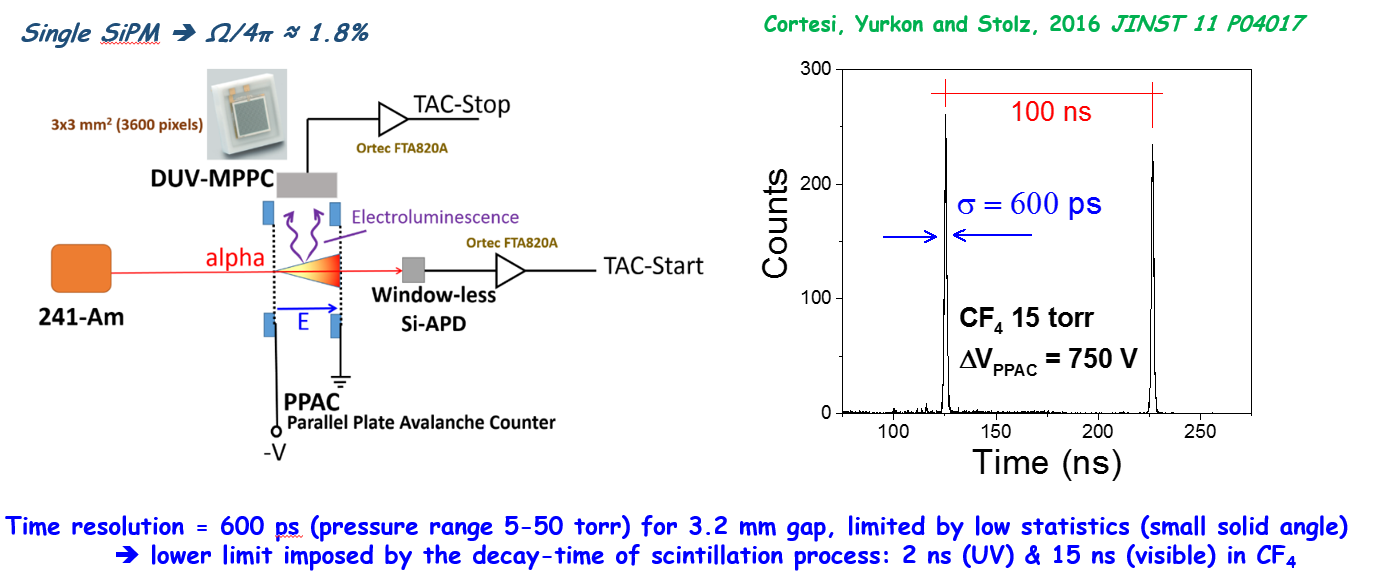 Single SiPM ➔ Ω/4π ≈ 1.8%
3x3 mm² (3600 pixels)
TAC-Stop
Ortec FTA820A
DUV-MPPC
Electroluminescence
Ortec FTA820A
alpha
TAC-Start
Window-less
Si-APD
241-Am
E
PPAC
Parallel Plate Avalanche Counter
-V
Cortesi, Yurkon and Stolz, 2016 JINST 11 P04017
300
200
100
0
Counts
100 ns
σ = 600 ps
CF₄ 15 torr
ΔV_PPAC = 750 V
100 150 200 250
Time (ns)
Time resolution = 600 ps (pressure range 5-50 torr) for 3.2 mm gap, limited by low statistics (small solid angle)
➔ lower limit imposed by the decay-time of scintillation process: 2 ns (UV) & 15 ns (visible) in CF₄